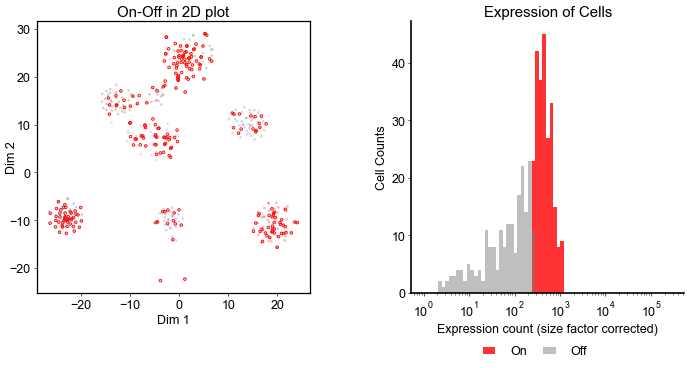 On-Off in 2D plot
30
20
10
0
−10
−20
Dim 2
−20
−10
0
10
20
Dim 1
Expression of Cells
40
30
20
10
0
Cell Counts
10^0
10^1
10^2
10^3
10^4
10^5
Expression count (size factor corrected)
On
Off